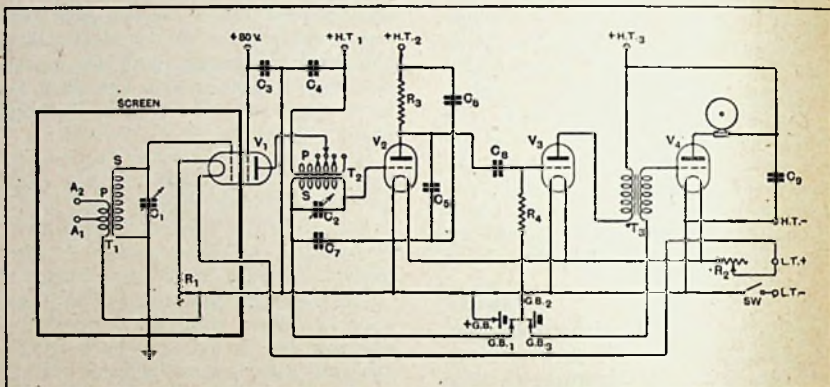 +80 V. +H.T.1 +H.T.2 +H.T.3
SCREEN
C3 C4
R3 C6
V1 V2 V3 V4
S
P
A2
A1
T1
C1
P
S
T2
C2
C7
C5
C8
R4
T3
C9
H.T.-
R1
R2
L.T.+
SW
L.T.-
+G.B.
G.B.1
G.B.2
G.B.3